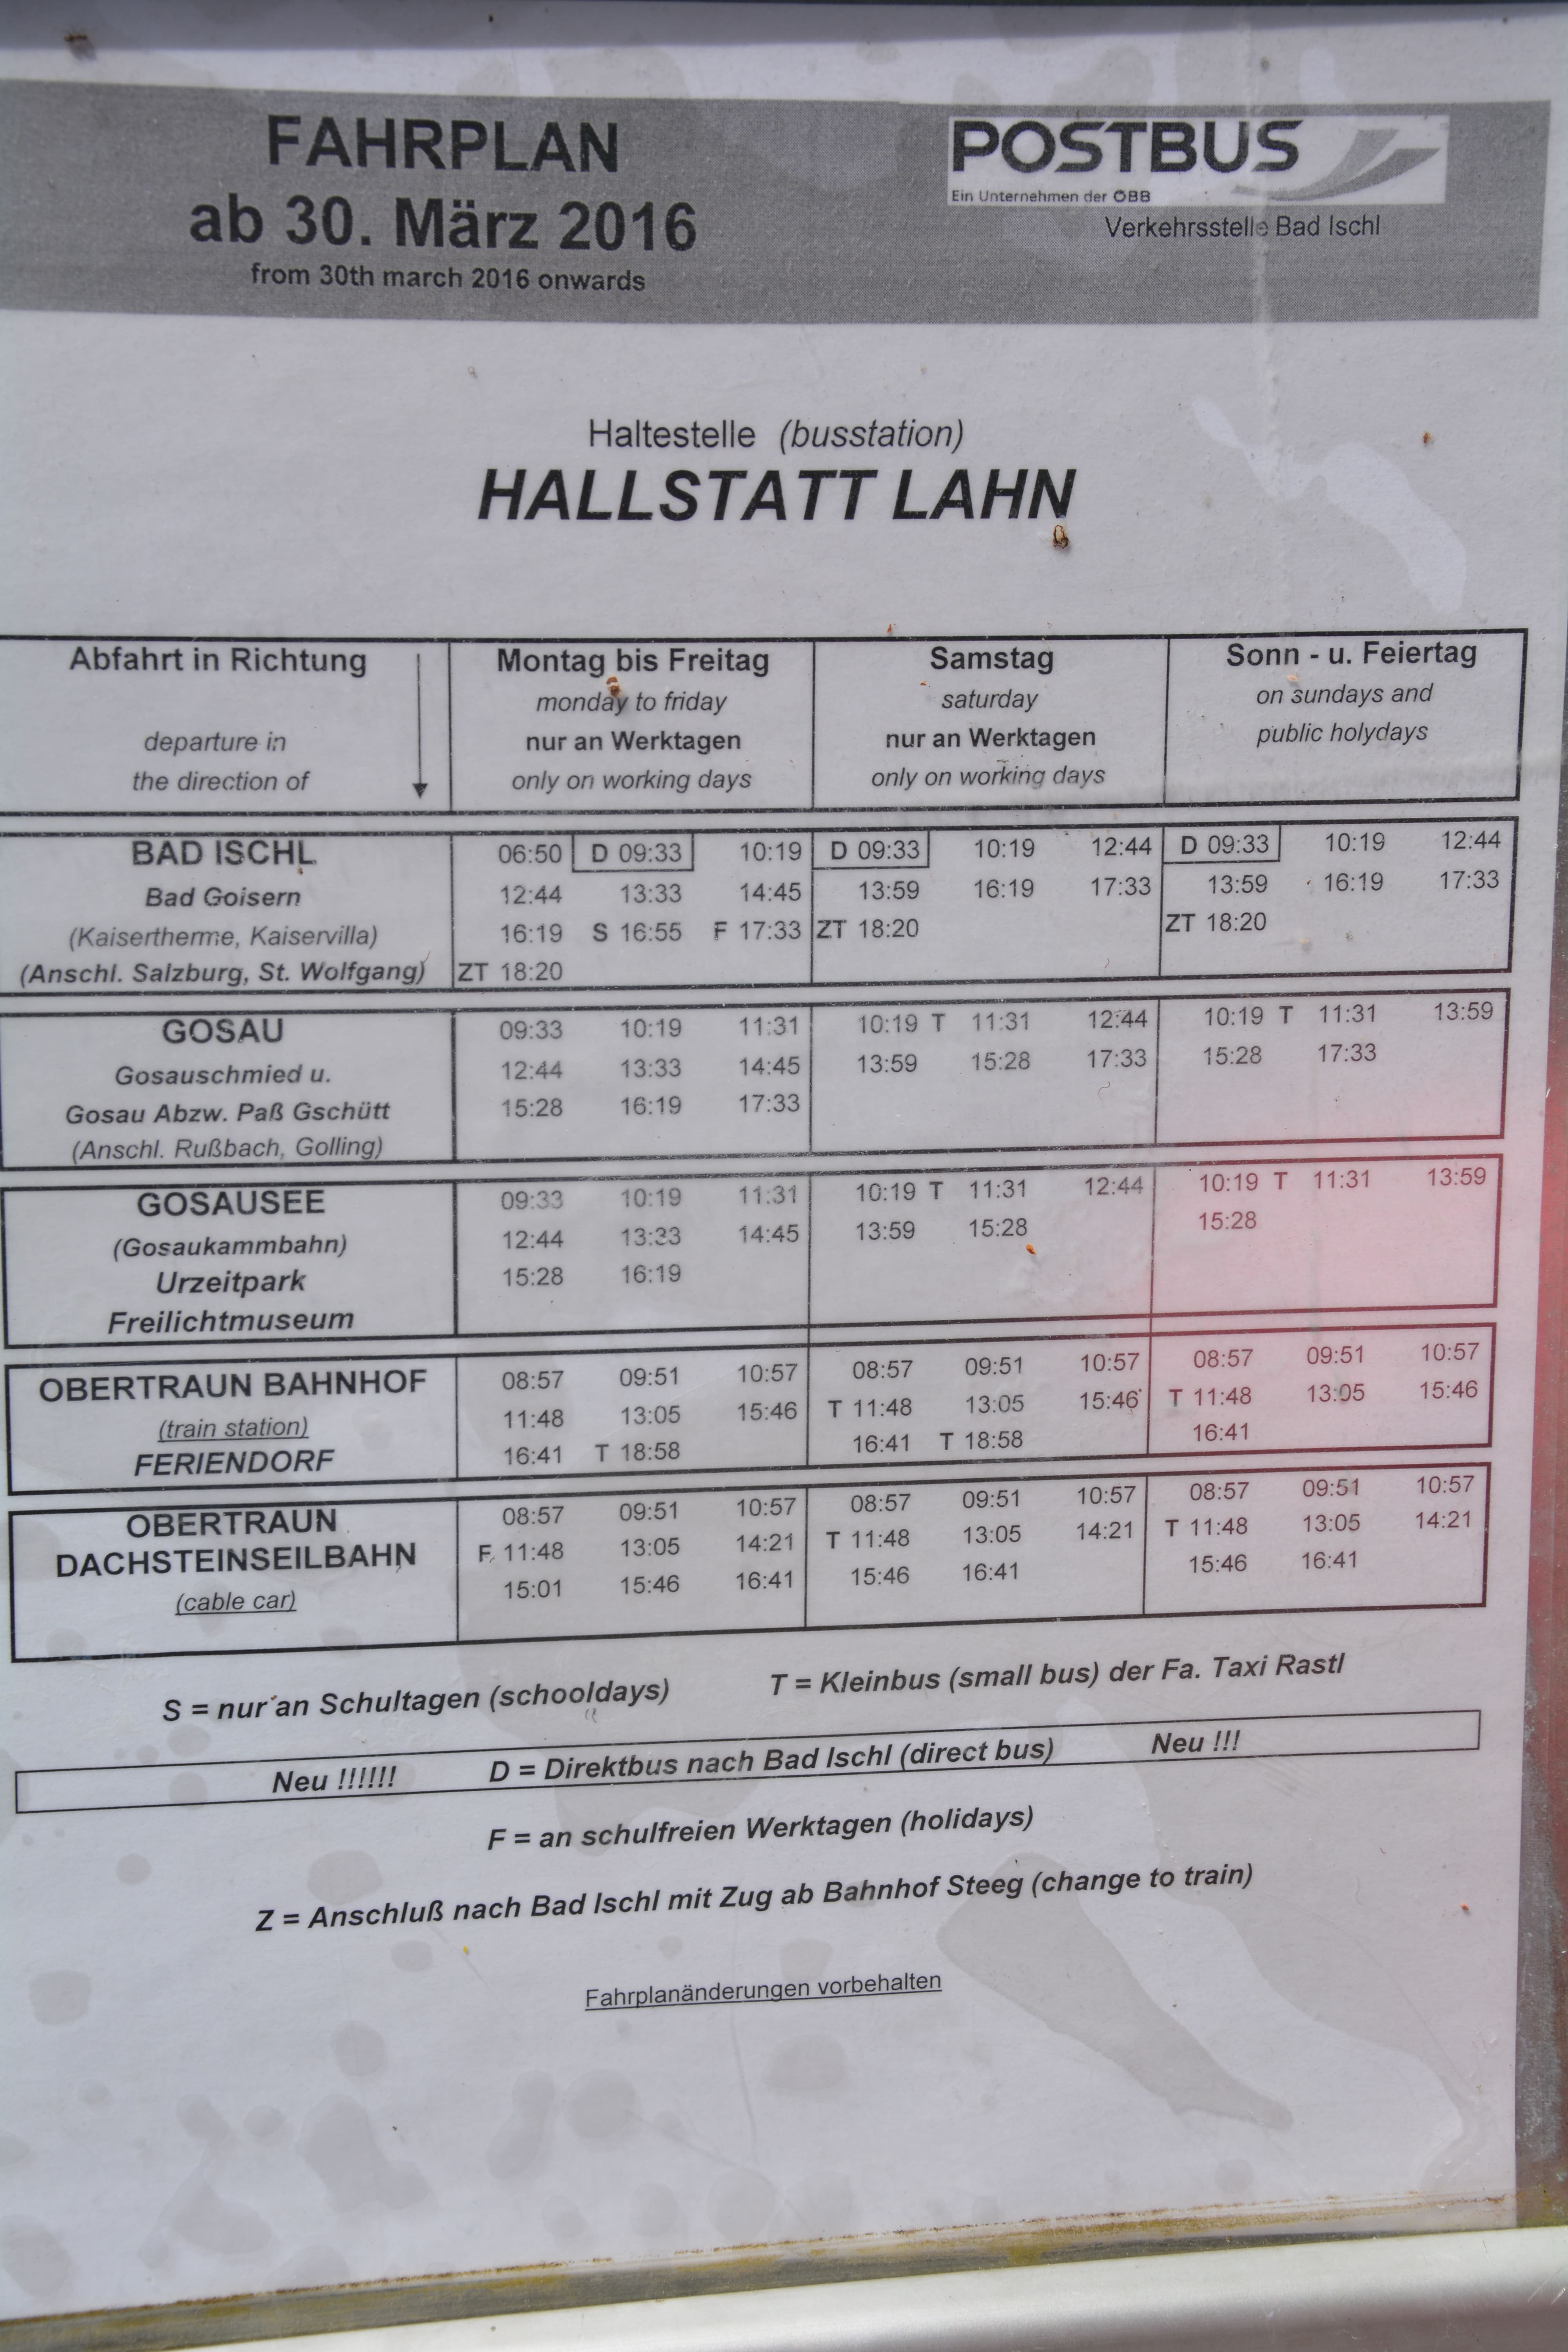 FAHRPLAN
ab 30. März 2016
from 30th march 2016 onwards
POSTBUS
Ein Unternehmen der ÖBB
Verkehrsstelle Bad Ischl
Haltestelle (busstation)
HALLSTATT LAHN
Abfahrt in Richtung
departure in
the direction of
Montag bis Freitag
monday to friday
nur an Werktagen
only on working days
Samstag
saturday
nur an Werktagen
only on working days
Sonn - u. Feiertag
on sundays and
public holydays
BAD ISCHL 06:50 D 09:33 10:19 D 09:33 10:19 12:44 D 09:33 10:19 12:44
Bad Goisern 12:44 13:33 14:45 13:59 16:19 17:33 13:59 16:19 17:33
(Kaisertherme, Kaiservilla) 16:19 S 16:55 F 17:33 ZT 18:20 ZT 18:20
(Anschl. Salzburg, St. Wolfgang) ZT 18:20
GOSAU 09:33 10:19 11:31 10:19 T 11:31 12:44 10:19 T 11:31 13:59
Gosauschmied u. 12:44 13:33 14:45 13:59 15:28 17:33 15:28 17:33
Gosau Abzw. Paß Gschütt 15:28 16:19 17:33
(Anschl. Rußbach, Golling)
GOSAUSEE 09:33 10:19 11:31 10:19 T 11:31 12:44 10:19 T 11:31 13:59
(Gosaukammbahn) 12:44 13:33 14:45 13:59 15:28 15:28
Urzeitpark 15:28 16:19
Freilichtmuseum
OBERTRAUN BAHNHOF 08:57 09:51 10:57 08:57 09:51 10:57 08:57 09:51 10:57
(train station) 11:48 13:05 15:46 T 11:48 13:05 15:46 T 11:48 13:05 15:46
FERIENDORF 16:41 T 18:58 16:41 T 18:58 16:41
OBERTRAUN 08:57 09:51 10:57 08:57 09:51 10:57 08:57 09:51 10:57
DACHSTEINSEILBAHN F 11:48 13:05 14:21 T 11:48 13:05 14:21 T 11:48 13:05 14:21
(cable car) 15:01 15:46 16:41 15:46 16:41 15:46 16:41
S = nur an Schultagen (schooldays) T = Kleinbus (small bus) der Fa. Taxi Rastl
Neu !!!!!! D = Direktbus nach Bad Ischl (direct bus) Neu !!!
F = an schulfreien Werktagen (holidays)
Z = Anschluß nach Bad Ischl mit Zug ab Bahnhof Steeg (change to train)
Fahrplanänderungen vorbehalten